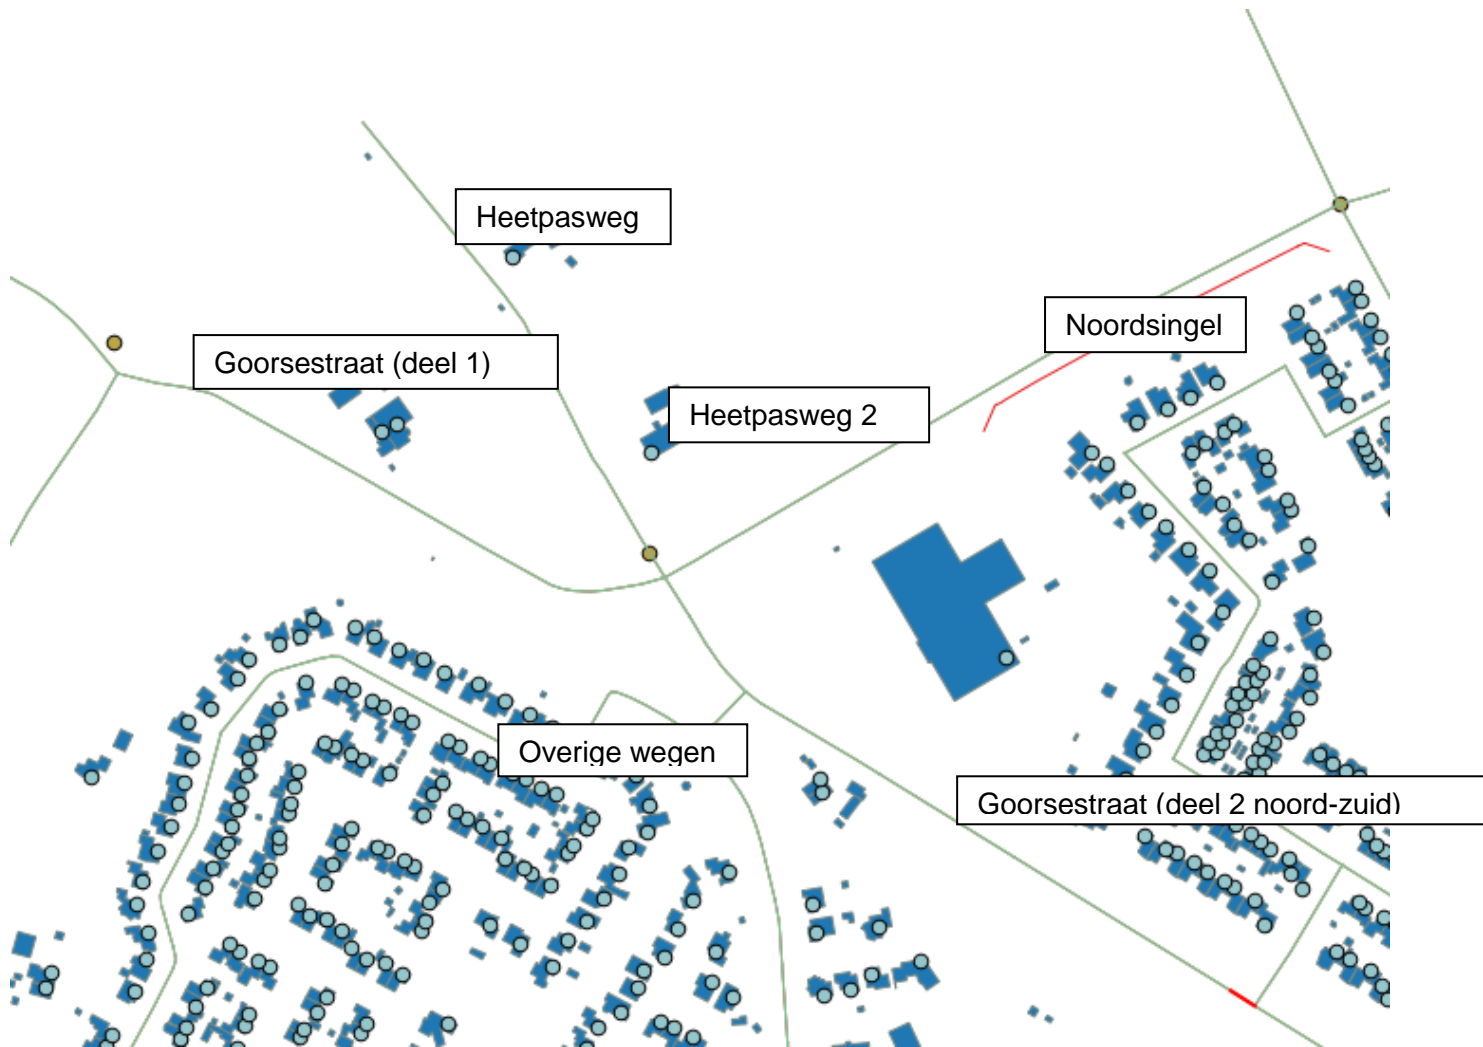 Heetpasweg
Noordsingel
Goorsestraat (deel 1)
Heetpasweg 2
Overige wegen
Goorsestraat (deel 2 noord-zuid)